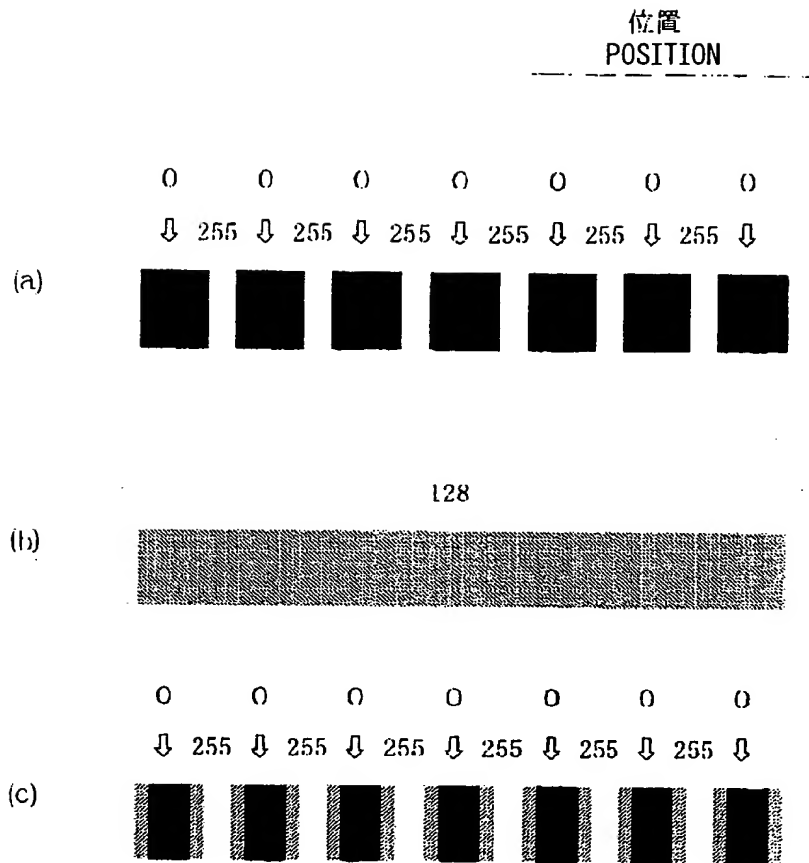 位置
POSITION
0 0 0 0 0 0 0
⇩ 255 ⇩ 255 ⇩ 255 ⇩ 255 ⇩ 255 ⇩ 255 ⇩
(a)
128
(b)
0 0 0 0 0 0 0
⇩ 255 ⇩ 255 ⇩ 255 ⇩ 255 ⇩ 255 ⇩ 255 ⇩
(c)